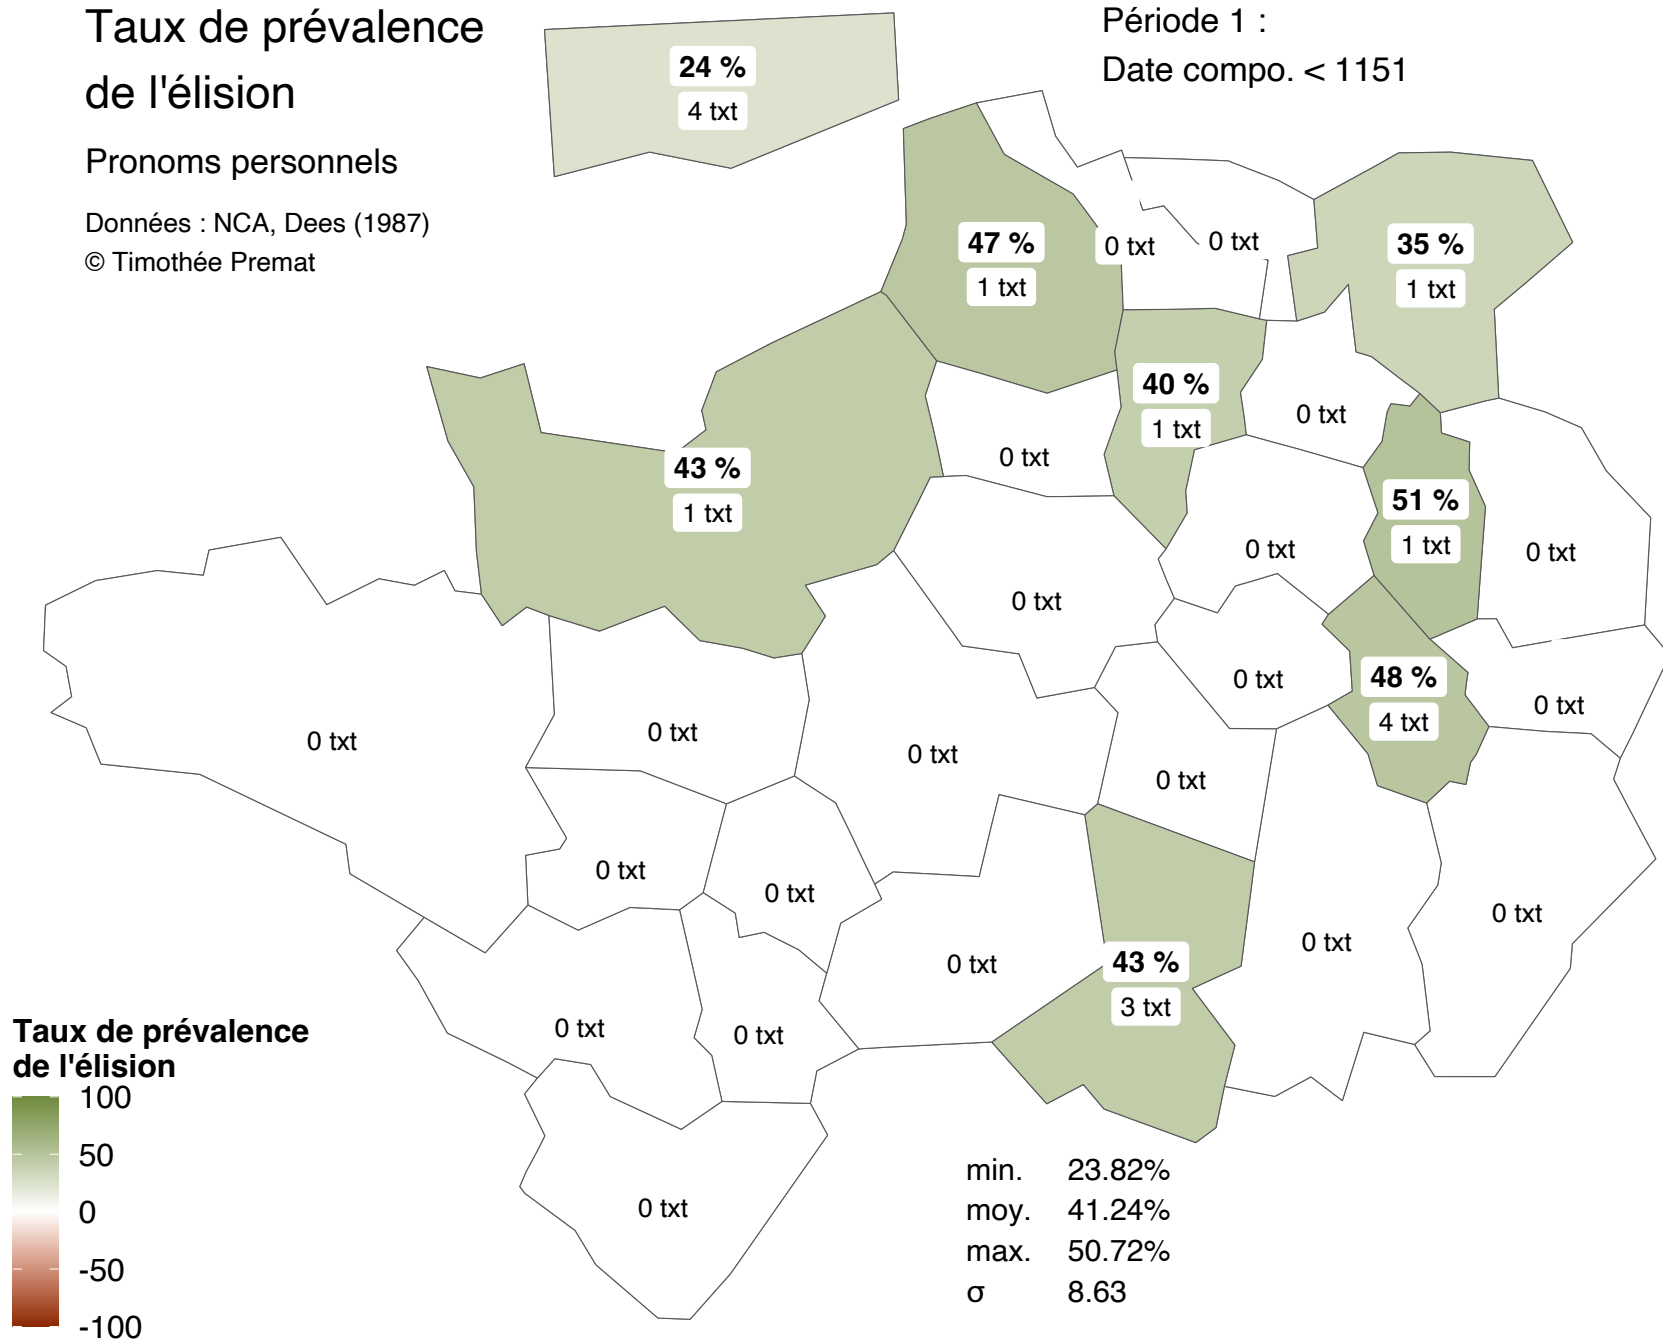 Taux de prévalence
de l'élision
Pronoms personnels
Données : NCA, Dees (1987)
© Timothée Premat
Période 1 :
Date compo. < 1151
24 %
4 txt
47 %
1 txt
0 txt
0 txt
35 %
1 txt
40 %
1 txt
0 txt
0 txt
43 %
1 txt
51 %
1 txt
0 txt
0 txt
0 txt
0 txt
48 %
4 txt
0 txt
0 txt
0 txt
0 txt
0 txt
0 txt
0 txt
0 txt
0 txt
0 txt
43 %
3 txt
0 txt
0 txt
0 txt
0 txt
Taux de prévalence
de l'élision
100
50
0
-50
-100
min. 23.82%
moy. 41.24%
max. 50.72%
σ 8.63